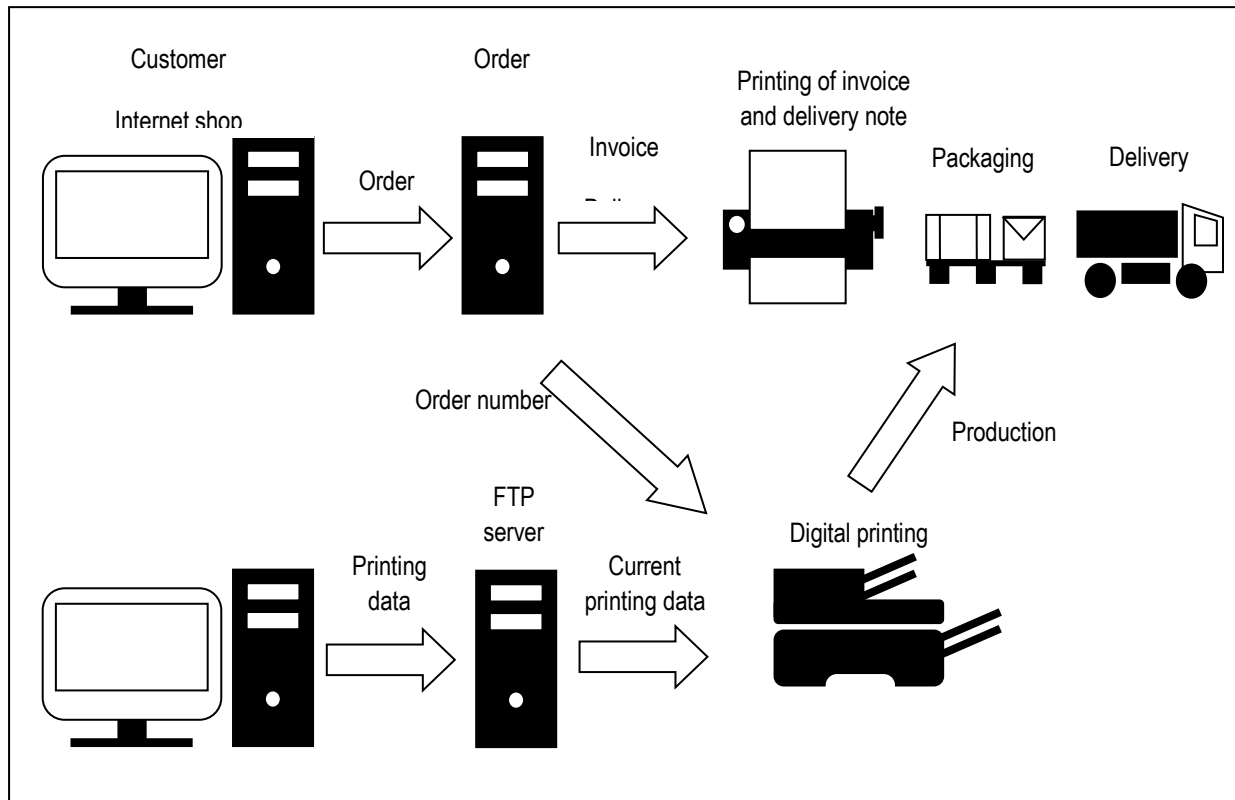 Customer
Order
Internet shop
Printing of invoice
and delivery note
Invoice
Packaging
Delivery
Order
Order number
Production
FTP
server
Digital printing
Printing
data
Current
printing data